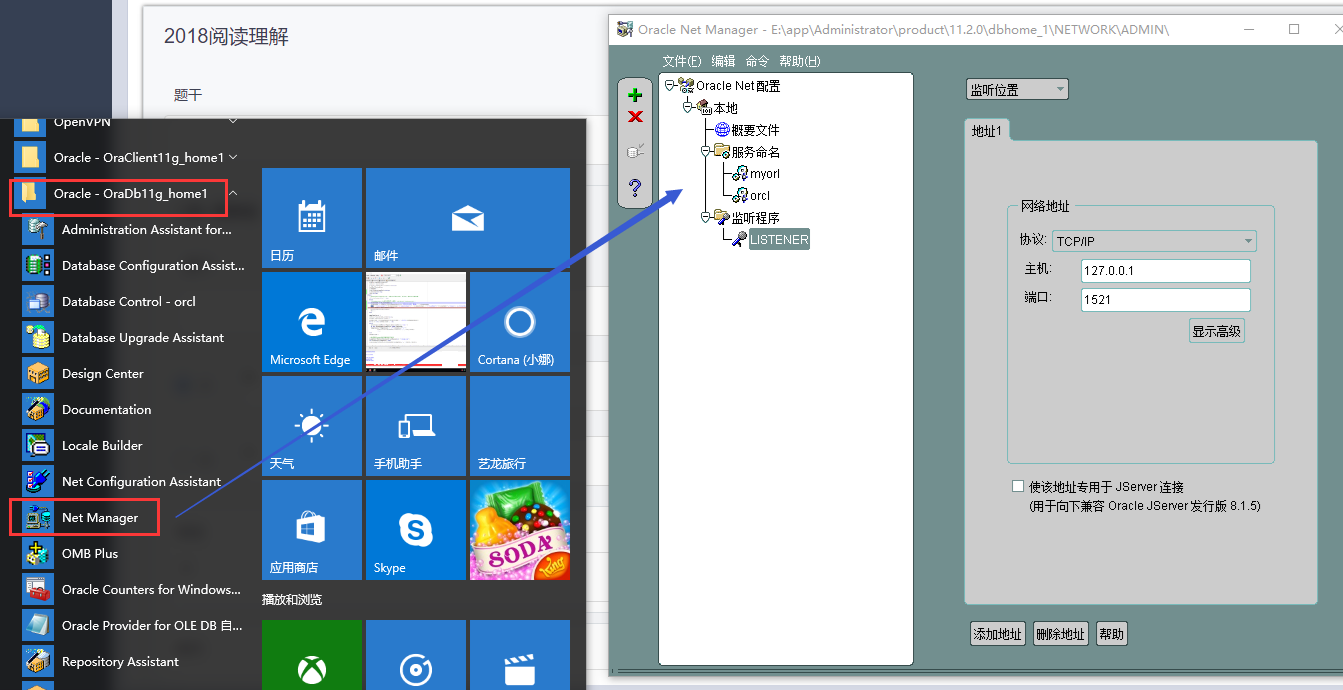 2018阅读理解
题干
OpenVPN
Oracle - OraClient11g_home1
Oracle - OraDb11g_home1
Administration Assistant for...
Database Configuration Assist...
Database Control - orcl
Database Upgrade Assistant
Design Center
Documentation
Locale Builder
Net Configuration Assistant
Net Manager
OMB Plus
Oracle Counters for Windows...
Oracle Provider for OLE DB 自...
Repository Assistant
日历
邮件
Microsoft Edge
Cortana (小娜)
天气
手机助手
艺龙旅行
应用商店
Skype
SODA
King
播放和浏览
Oracle Net Manager - E:\app\Administrator\product\11.2.0\dbhome_1\NETWORK\ADMIN\
文件(F) 编辑 命令 帮助(H)
Oracle Net 配置
本地
概要文件
服务命名
myorl
orcl
监听程序
LISTENER
监听位置
地址1
网络地址
协议: TCP/IP
主机: 127.0.0.1
端口: 1521
显示高级
使该地址专用于 JServer 连接
(用于向下兼容 Oracle JServer 发行版 8.1.5)
添加地址 删除地址 帮助